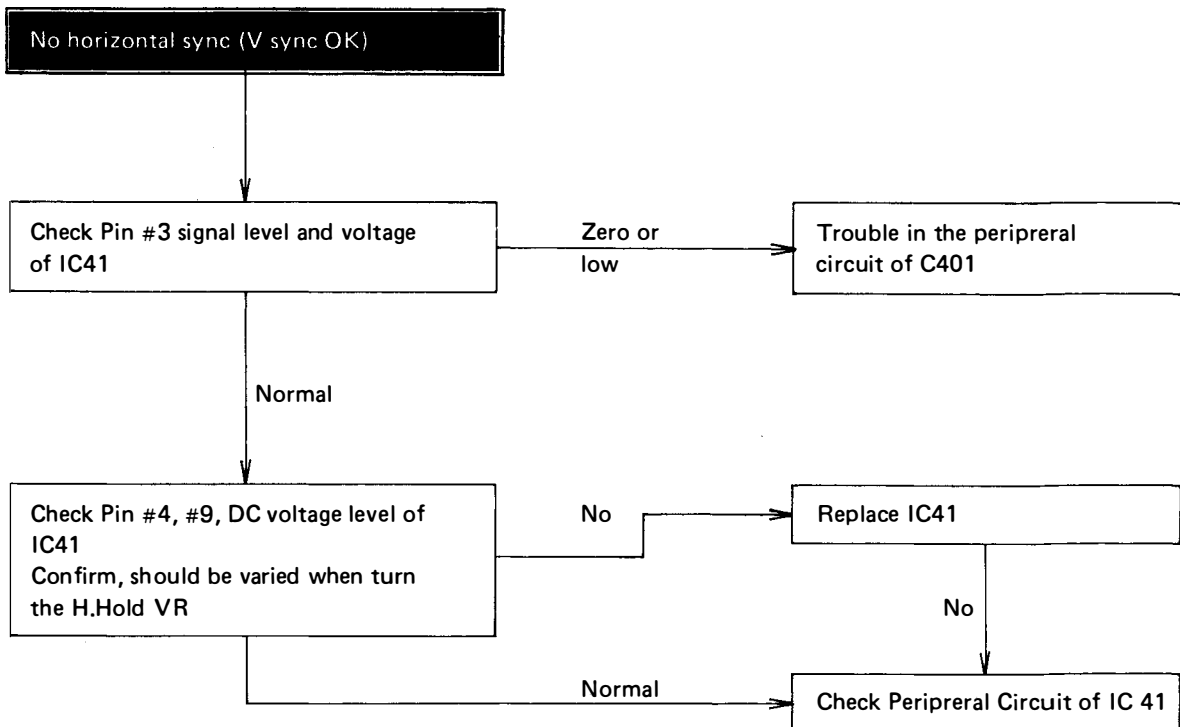 No horizontal sync (V sync OK)
Check Pin #3 signal level and voltage
of IC41
Zero or
low
Trouble in the peripreral
circuit of C401
Normal
Check Pin #4, #9, DC voltage level of
IC41
Confirm, should be varied when turn
the H.Hold VR
No
Replace IC41
No
Normal
Check Peripreral Circuit of IC 41